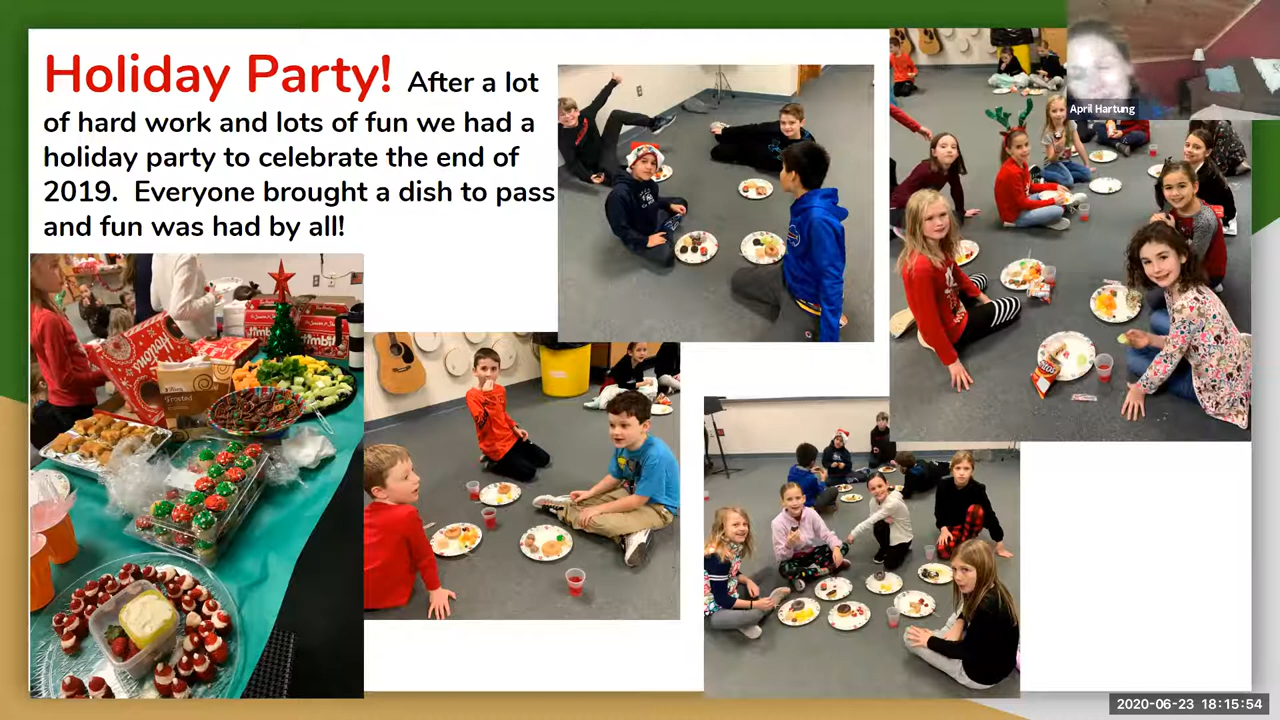 Holiday Party! After a lot
of hard work and lots of fun we had a
holiday party to celebrate the end of
2019.  Everyone brought a dish to pass
and fun was had by all!
April Hartung
2020-06-23 18:15:54